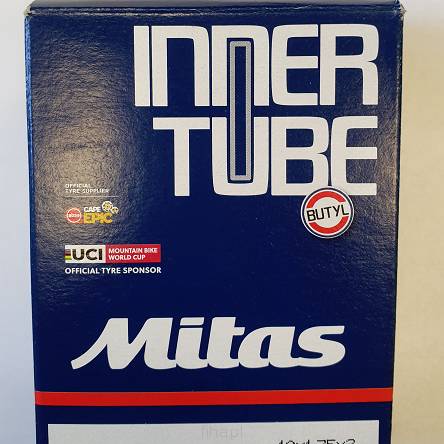 INNER
TUBE
BUTYL
OFFICIAL
TYRE SUPPLIER
CAPE
EPIC
UCI MOUNTAIN BIKE
WORLD CUP
OFFICIAL TYRE SPONSOR
Mitas